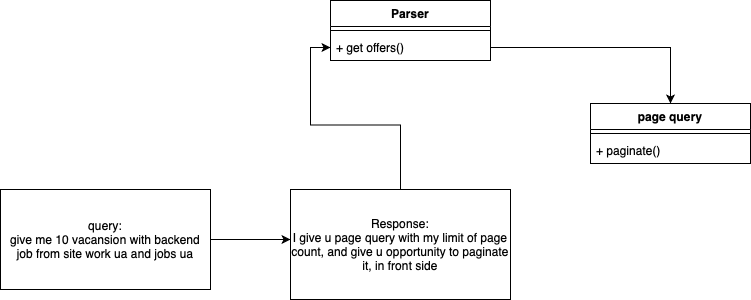 Parser
+ get offers()
page query
+ paginate()
query:
give me 10 vacansion with backend
job from site work ua and jobs ua
Response:
I give u page query with my limit of page
count, and give u opportunity to paginate
it, in front side